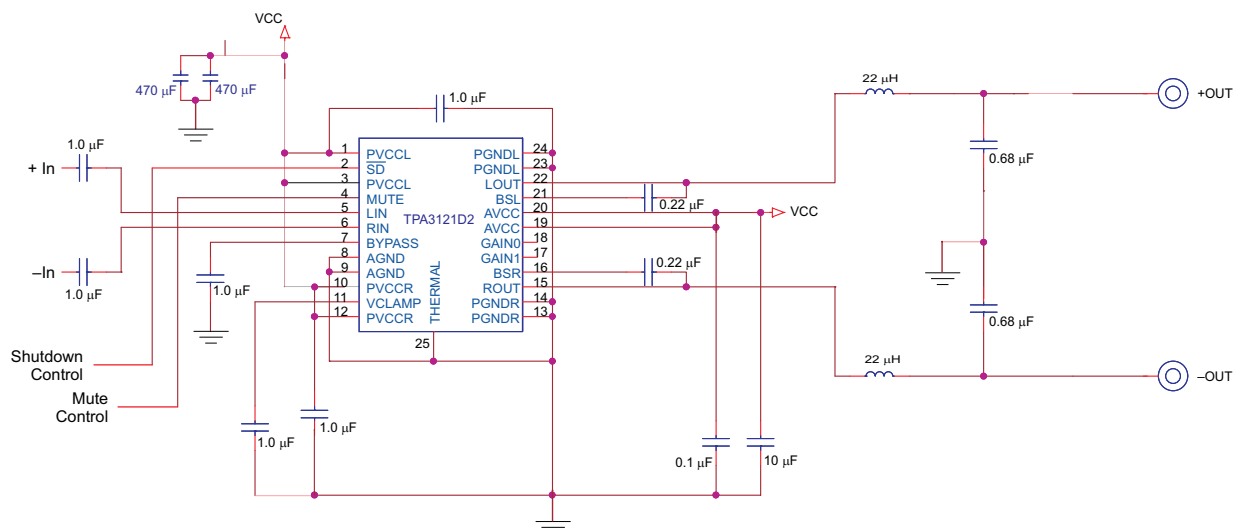 VCC
470 μF
470 μF
1.0 μF
1.0 μF
+ In
–In
1.0 μF
1.0 μF
Shutdown
Control
Mute
Control
1.0 μF
1.0 μF
TPA3121D2
THERMAL
25
1 PVCCL
2 SD
3 PVCCL
4 MUTE
5 LIN
6 RIN
7 BYPASS
8 AGND
9 AGND
10 PVCCR
11 VCLAMP
12 PVCCR
PGNDL 24
PGNDL 23
LOUT 22
BSL 21
AVCC 20
AVCC 19
GAIN0 18
GAIN1 17
BSR 16
ROUT 15
PGNDR 14
PGNDR 13
0.22 μF
VCC
0.22 μF
0.1 μF
10 μF
22 μH
+OUT
0.68 μF
0.68 μF
22 μH
–OUT